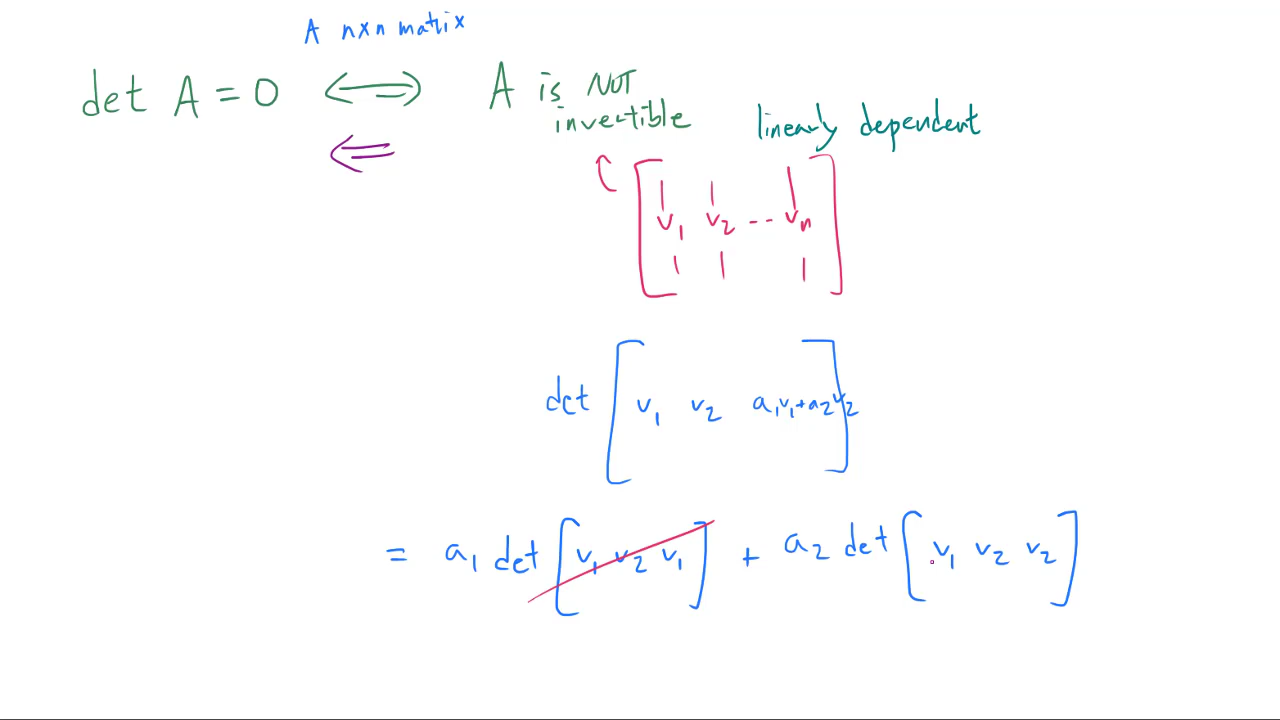 A n×n matrix
det A = 0 ⟺ A is NOT
invertible
linearly dependent
⟸
[v₁ v₂ -- vₙ]
det [v₁ v₂ a₁v₁+a₂v₂]
= a₁ det [v₁ v₂ v₁] + a₂ det [v₁ v₂ v₂]